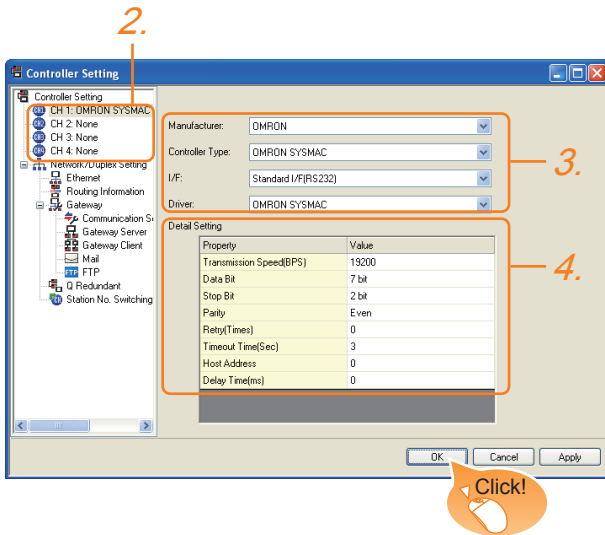 2.
Controller Setting
Controller Setting
CH 1: OMRON SYSMAC
CH 2: None
CH 3: None
CH 4: None
Network/Duplex Setting
Ethernet
Routing Information
Gateway
Communication Se
Gateway Server
Gateway Client
Mail
FTP FTP
Q Redundant
Station No. Switching
Manufacturer: OMRON
Controller Type: OMRON SYSMAC
I/F: Standard I/F(RS232)
Driver: OMRON SYSMAC
3.
Detail Setting
Property Value
Transmission Speed(BPS) 19200
Data Bit 7 bit
Stop Bit 2 bit
Parity Even
Retry(Times) 0
Timeout Time(Sec) 3
Host Address 0
Delay Time(ms) 0
4.
OK Cancel Apply
Click!